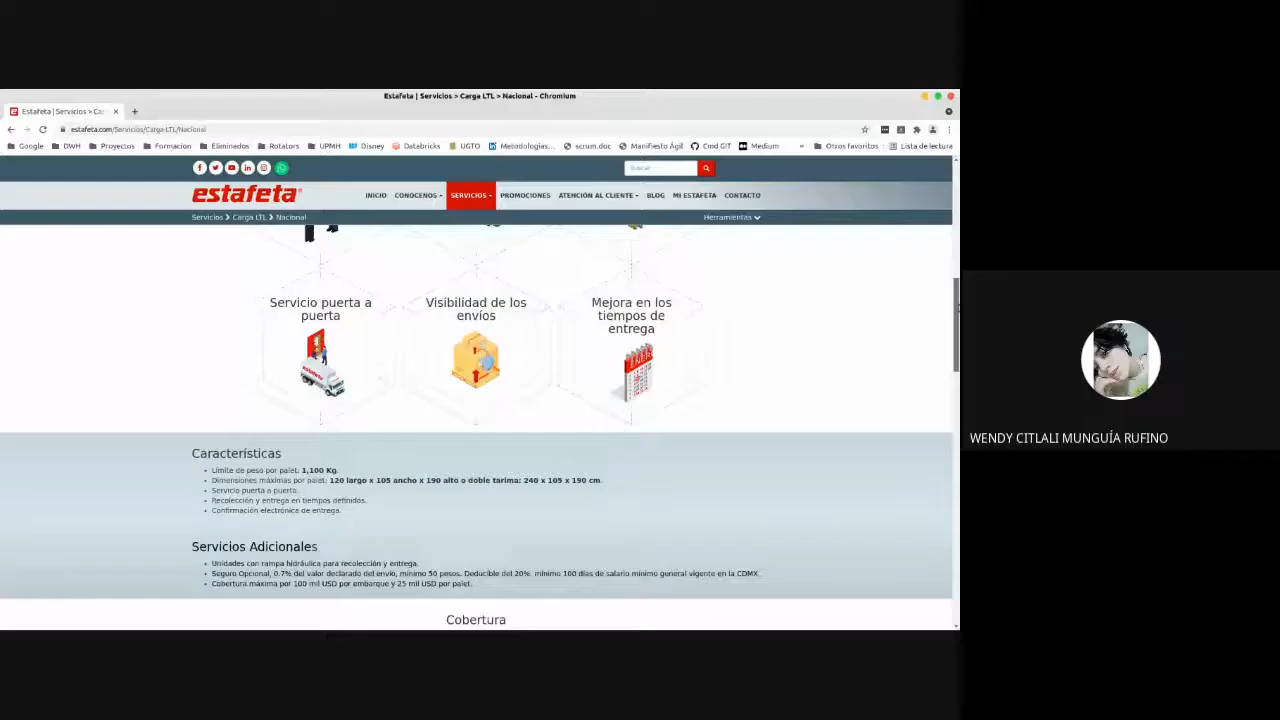 Estafeta | Servicios > Carga LTL > Nacional - Chromium
Estafeta | Servicios > Ca
estafeta.com/Servicios/Carga-LTL/Nacional
Google DWH Proyectos Formacion Eliminados Rotators UPMH Disney Databricks UGTO Metodologías... scrum.doc Manifiesto Ágil Cmd GIT Medium » Otros favoritos Lista de lectura
buscar
estafeta
INICIO CONÓCENOS SERVICIOS PROMOCIONES ATENCIÓN AL CLIENTE BLOG MI ESTAFETA CONTACTO
Servicios > Carga LTL > Nacional
Herramientas
Servicio puerta a
puerta
Visibilidad de los
envíos
Mejora en los
tiempos de
entrega
estafeta
ENERO
Características
• Límite de peso por palet: 1,100 Kg.
• Dimensiones máximas por palet: 120 largo x 105 ancho x 190 alto o doble tarima: 240 x 105 x 190 cm.
• Servicio puerta a puerto.
• Recolección y entrega en tiempos definidos.
• Confirmación electrónica de entrega.
Servicios Adicionales
• Unidades con rampa hidráulica para recolección y entrega.
• Seguro Opcional, 0.7% del valor declarado del envío, mínimo 50 pesos. Deducible del 20% mínimo 100 días de salario mínimo general vigente en la CDMX.
• Cobertura máxima por 100 mil USD por embarque y 25 mil USD por palet.
Cobertura
WENDY CITLALI MUNGUÍA RUFINO